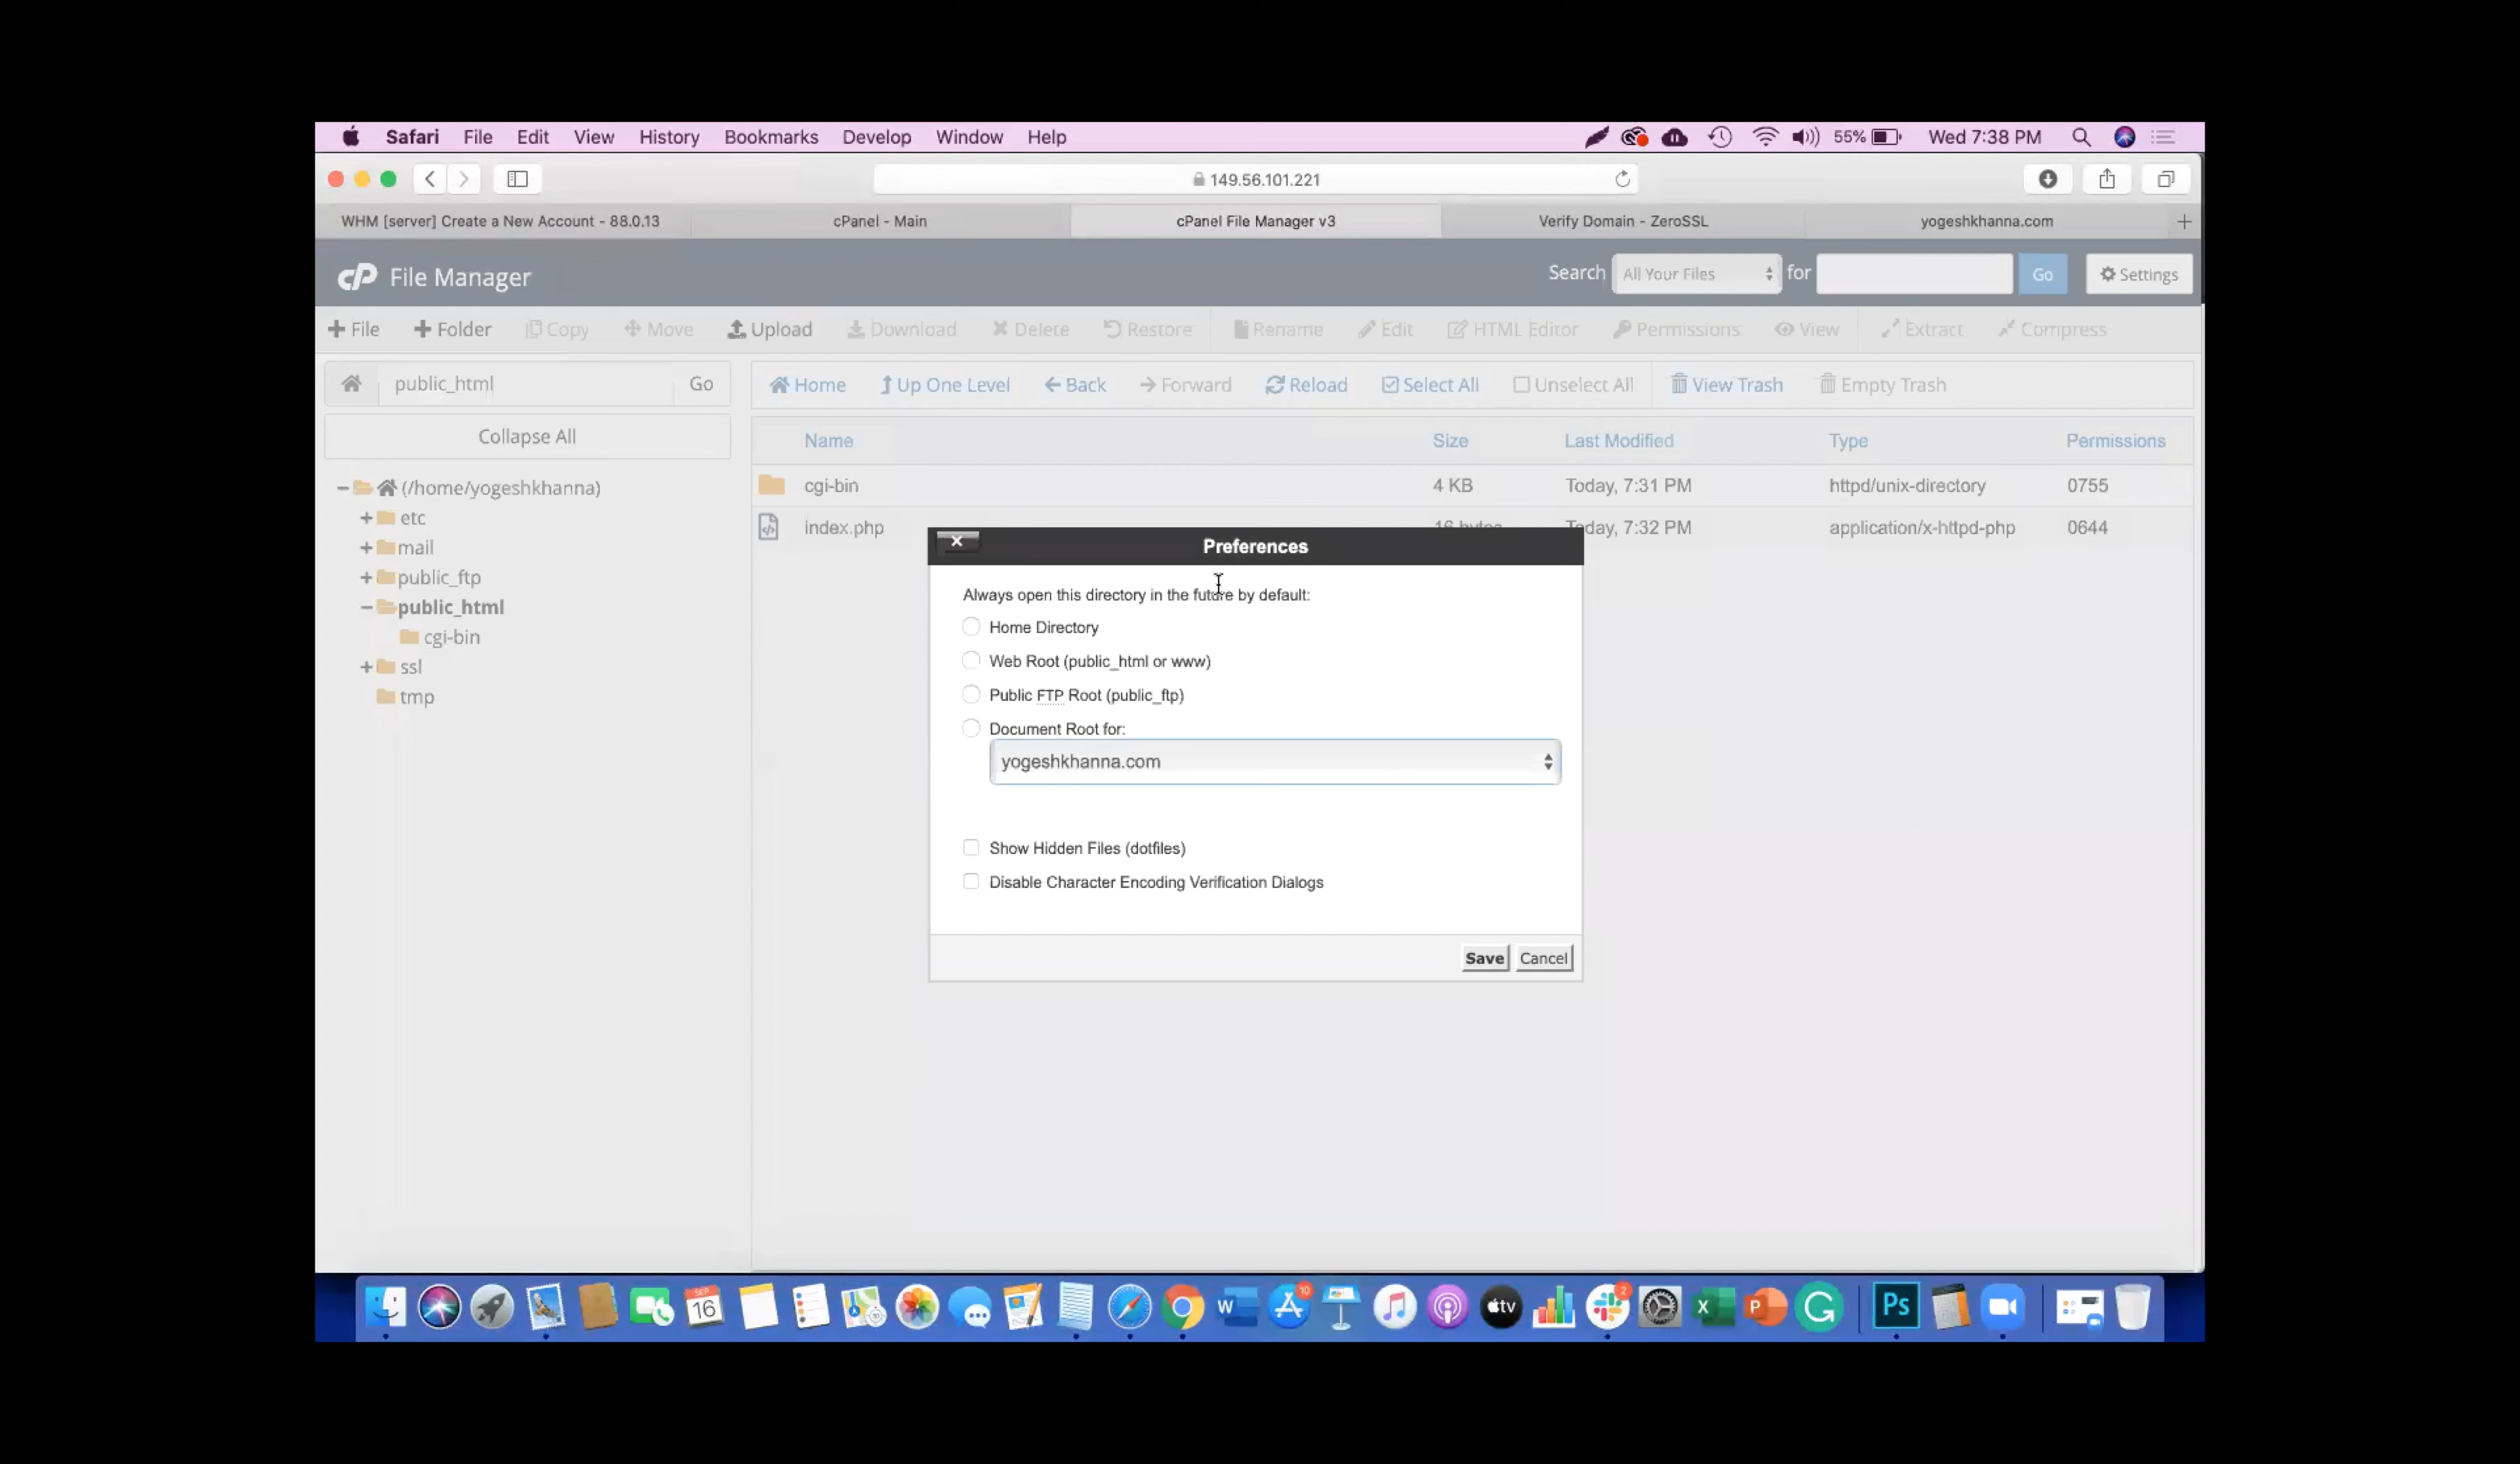 Safari File Edit View History Bookmarks Develop Window Help 55% Wed 7:38 PM
149.56.101.221
WHM [server] Create a New Account - 88.0.13 cPanel - Main cPanel File Manager v3 Verify Domain - ZeroSSL yogeshkhanna.com
cP File Manager Search All Your Files for Go Settings
File Folder Copy Move Upload Download Delete Restore Rename Edit HTML Editor Permissions View Extract Compress
public_html Go Home Up One Level Back Forward Reload Select All Unselect All View Trash Empty Trash
Collapse All
Name Size Last Modified Type Permissions
cgi-bin 4 KB Today, 7:31 PM httpd/unix-directory 0755
index.php 16 bytes Today, 7:32 PM application/x-httpd-php 0644
(/home/yogeshkhanna)
etc
mail
public_ftp
public_html
cgi-bin
ssl
tmp
Preferences
Always open this directory in the future by default:
Home Directory
Web Root (public_html or www)
Public FTP Root (public_ftp)
Document Root for:
yogeshkhanna.com
Show Hidden Files (dotfiles)
Disable Character Encoding Verification Dialogs
Save Cancel
SEP
16
W
10
tv
2
X
P
G
Ps